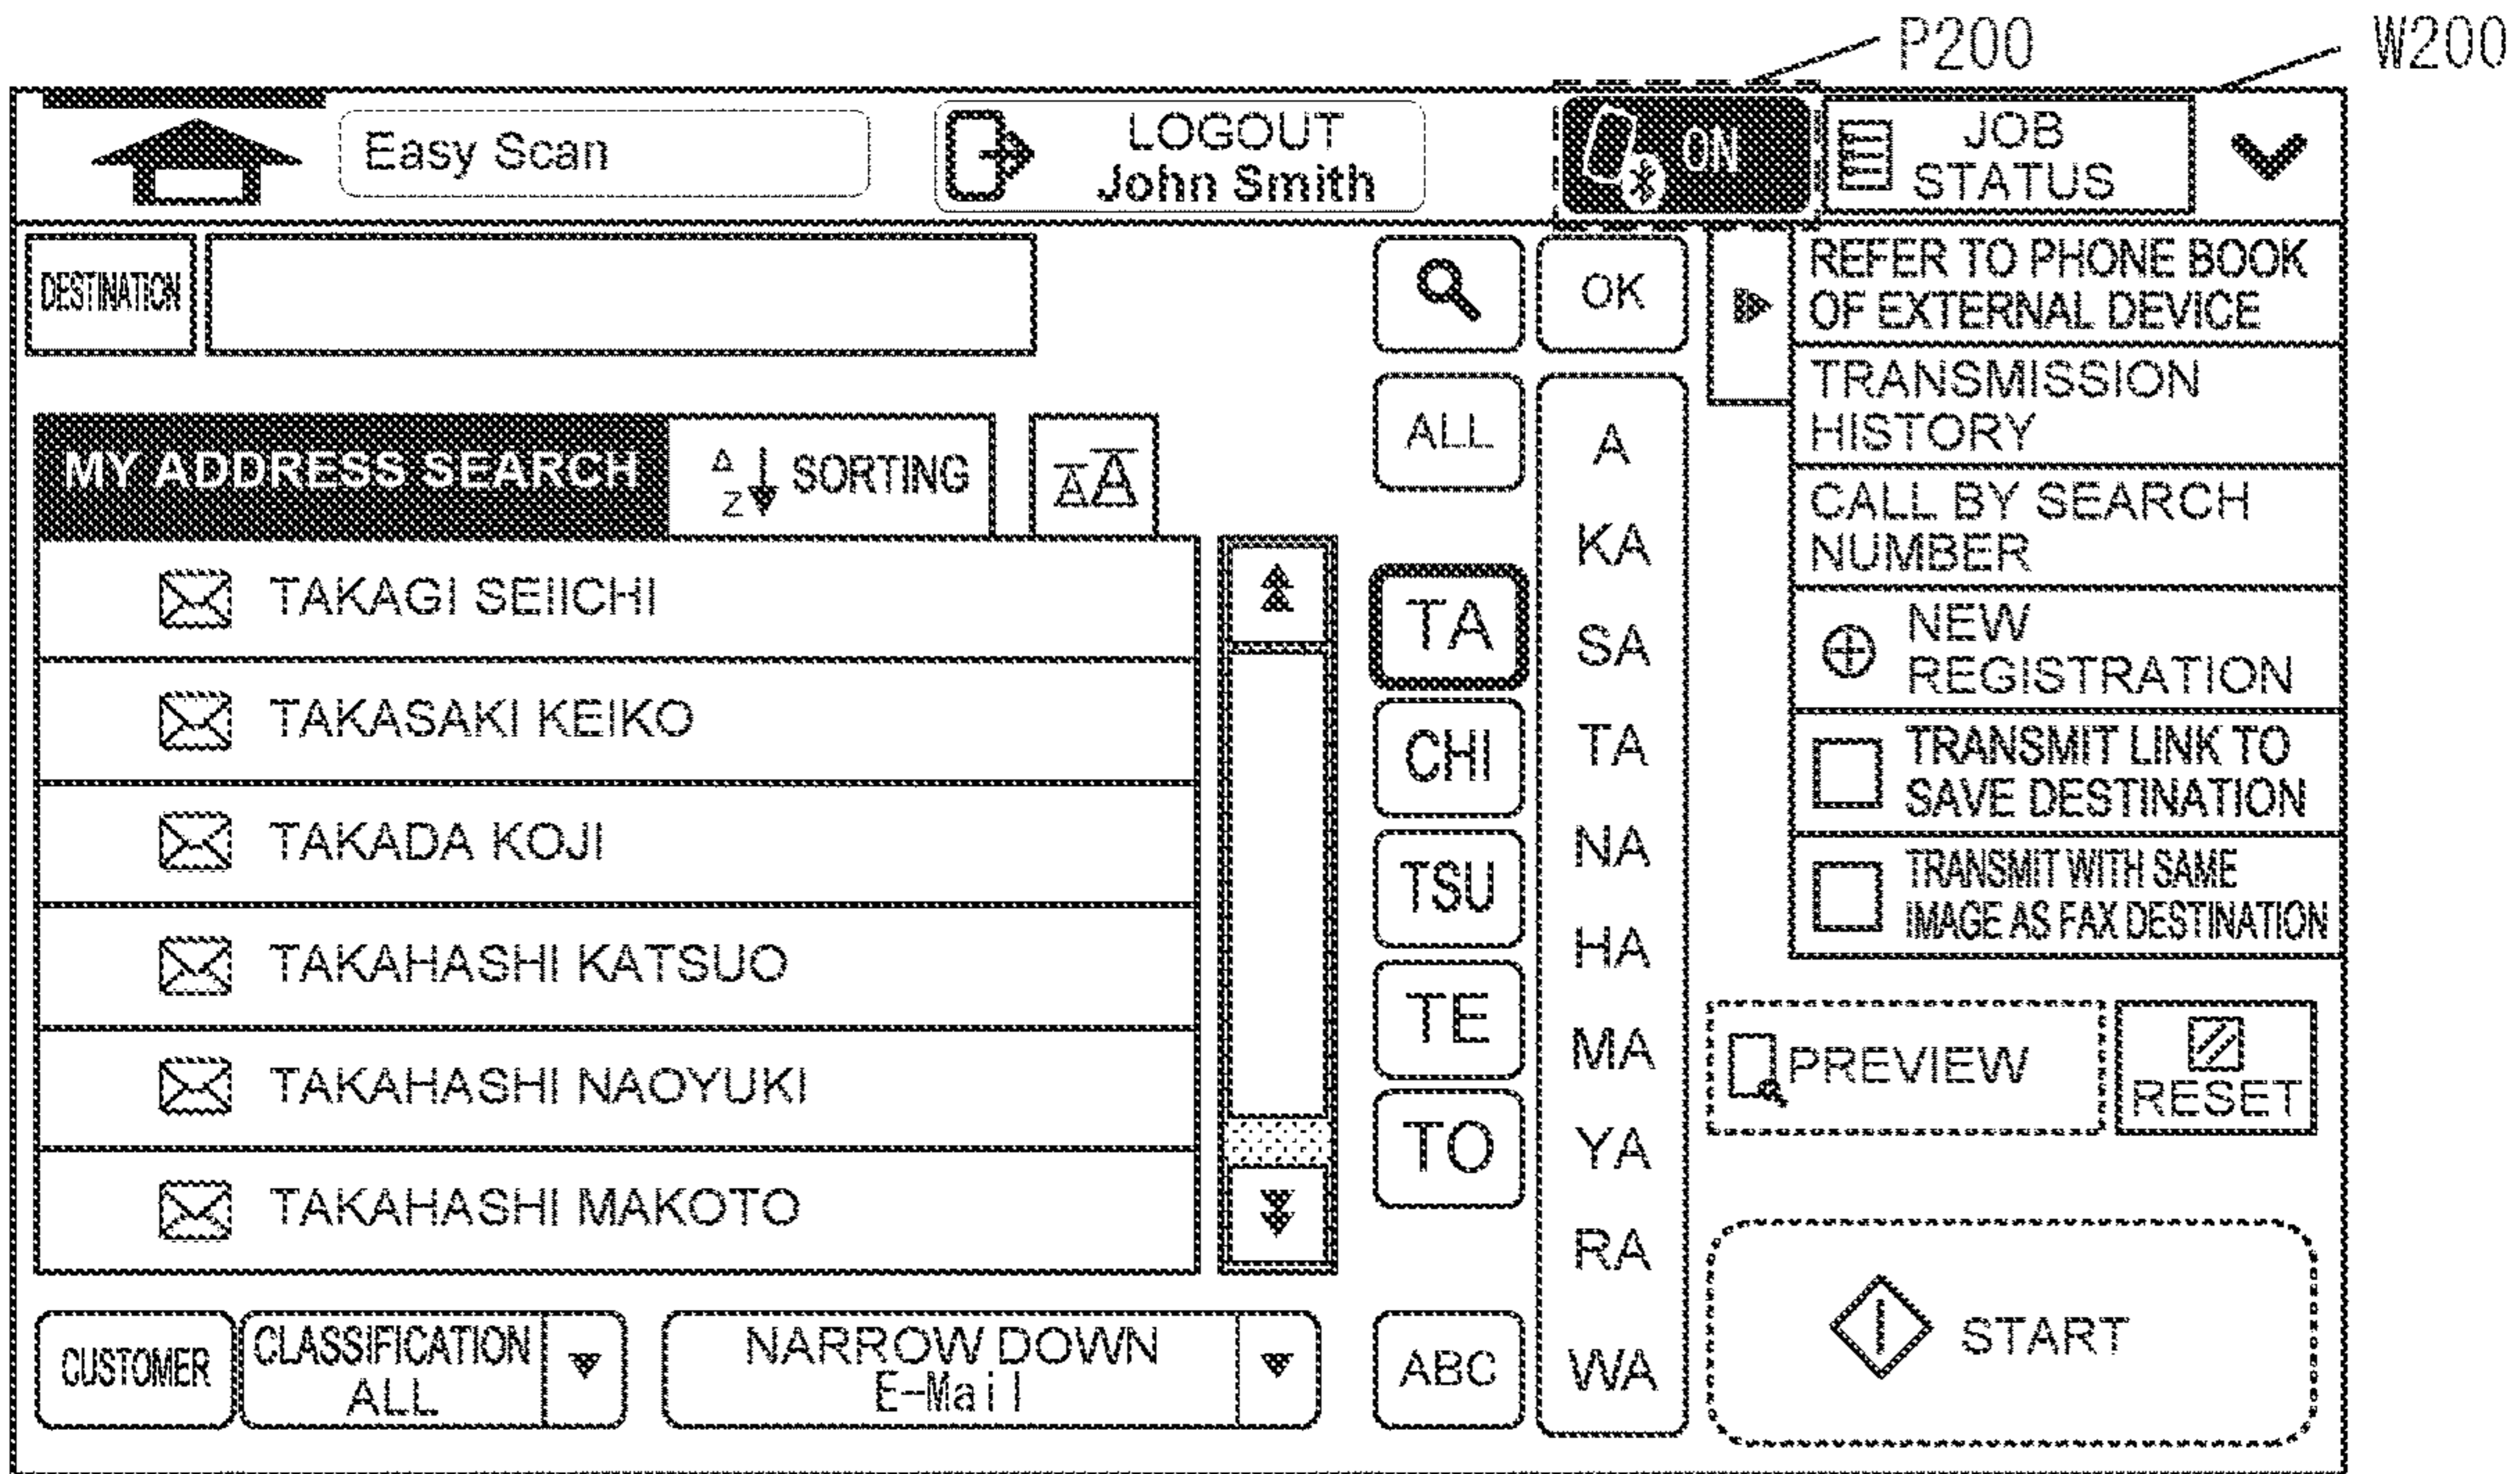 P200
W200
Easy Scan
LOGOUT
John Smith
ON
JOB
STATUS
DESTINATION
OK
REFER TO PHONE BOOK
OF EXTERNAL DEVICE
TRANSMISSION
HISTORY
CALL BY SEARCH
NUMBER
NEW
REGISTRATION
TRANSMIT LINK TO
SAVE DESTINATION
TRANSMIT WITH SAME
IMAGE AS FAX DESTINATION
MY ADDRESS SEARCH
A
Z
SORTING
AA
ALL
TAKAGI SEIICHI
TAKASAKI KEIKO
TAKADA KOJI
TAKAHASHI KATSUO
TAKAHASHI NAOYUKI
TAKAHASHI MAKOTO
TA
CHI
TSU
TE
TO
A
KA
SA
TA
NA
HA
MA
YA
RA
WA
PREVIEW
RESET
START
CUSTOMER
CLASSIFICATION
ALL
NARROW DOWN
E-Mail
ABC